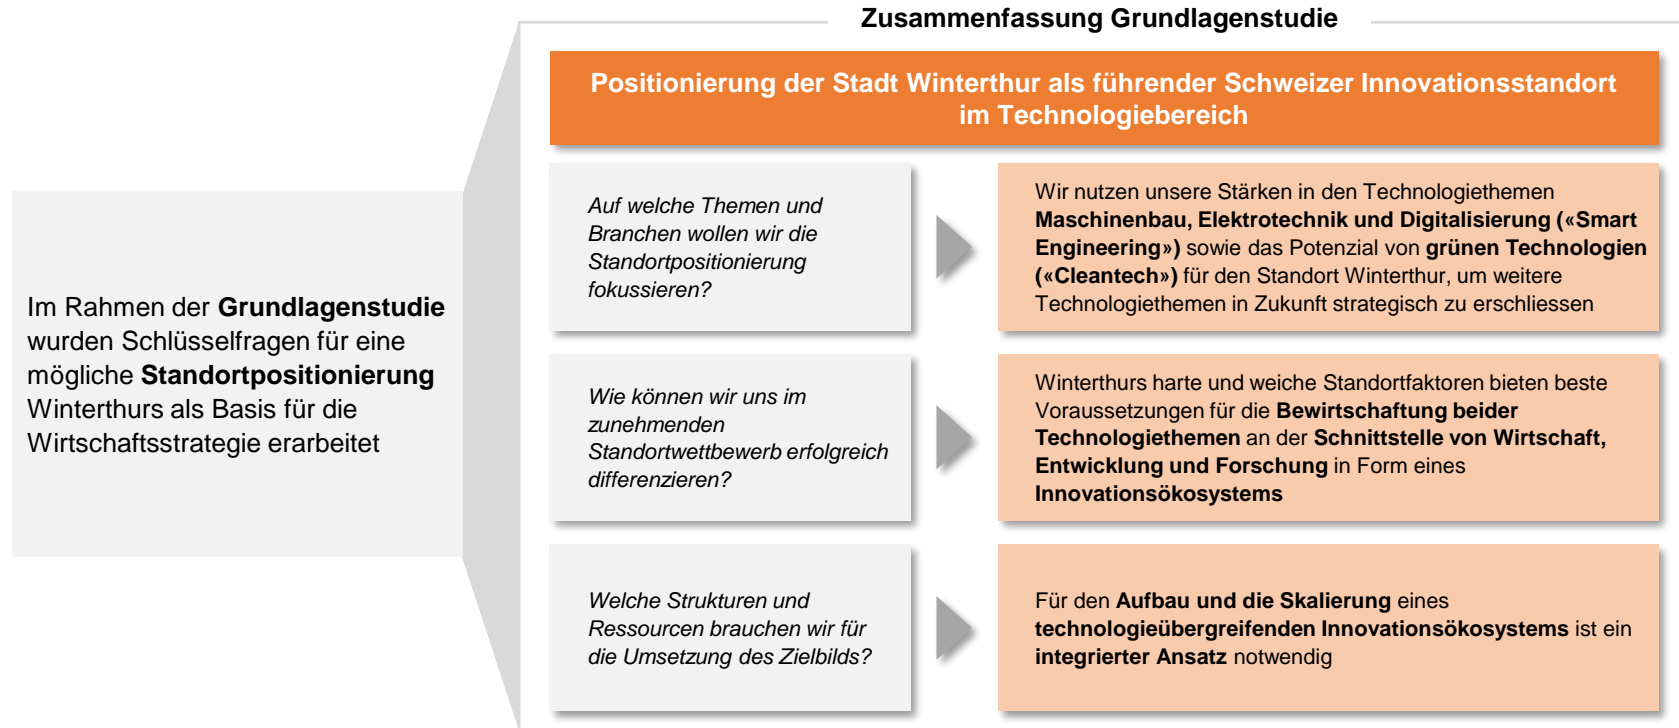 Zusammenfassung Grundlagenstudie
Positionierung der Stadt Winterthur als führender Schweizer Innovationsstandort
im Technologiebereich
Im Rahmen der Grundlagenstudie
wurden Schlüsselfragen für eine
mögliche Standortpositionierung
Winterthurs als Basis für die
Wirtschaftsstrategie erarbeitet
Auf welche Themen und
Branchen wollen wir die
Standortpositionierung
fokussieren?
Wir nutzen unsere Stärken in den Technologiethemen
Maschinenbau, Elektrotechnik und Digitalisierung («Smart
Engineering») sowie das Potenzial von grünen Technologien
(«Cleantech») für den Standort Winterthur, um weitere
Technologiethemen in Zukunft strategisch zu erschliessen
Wie können wir uns im
zunehmenden
Standortwettbewerb erfolgreich
differenzieren?
Winterthurs harte und weiche Standortfaktoren bieten beste
Voraussetzungen für die Bewirtschaftung beider
Technologiethemen an der Schnittstelle von Wirtschaft,
Entwicklung und Forschung in Form eines
Innovationsökosystems
Welche Strukturen und
Ressourcen brauchen wir für
die Umsetzung des Zielbilds?
Für den Aufbau und die Skalierung eines
technologieübergreifenden Innovationsökosystems ist ein
integrierter Ansatz notwendig